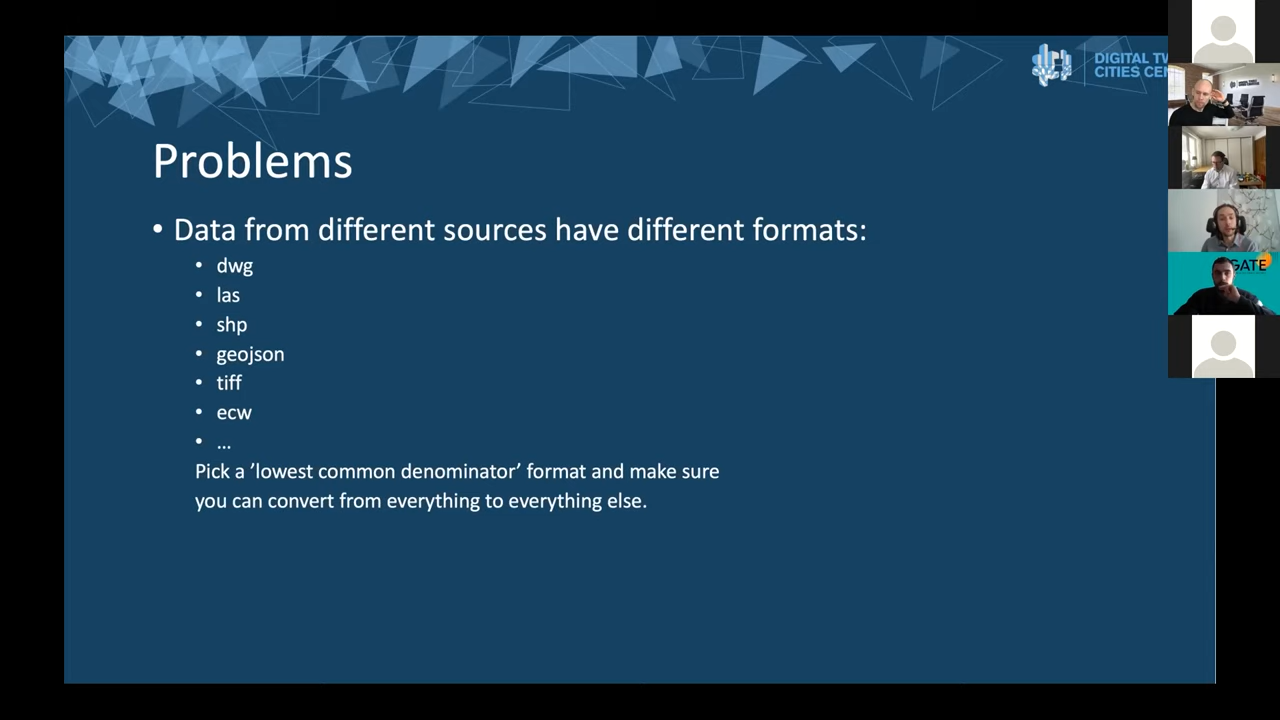 DIGITAL TW
CITIES CEN
Problems
• Data from different sources have different formats:
• dwg
• las
• shp
• geojson
• tiff
• ecw
• ...
Pick a ’lowest common denominator’ format and make sure
you can convert from everything to everything else.
GATE